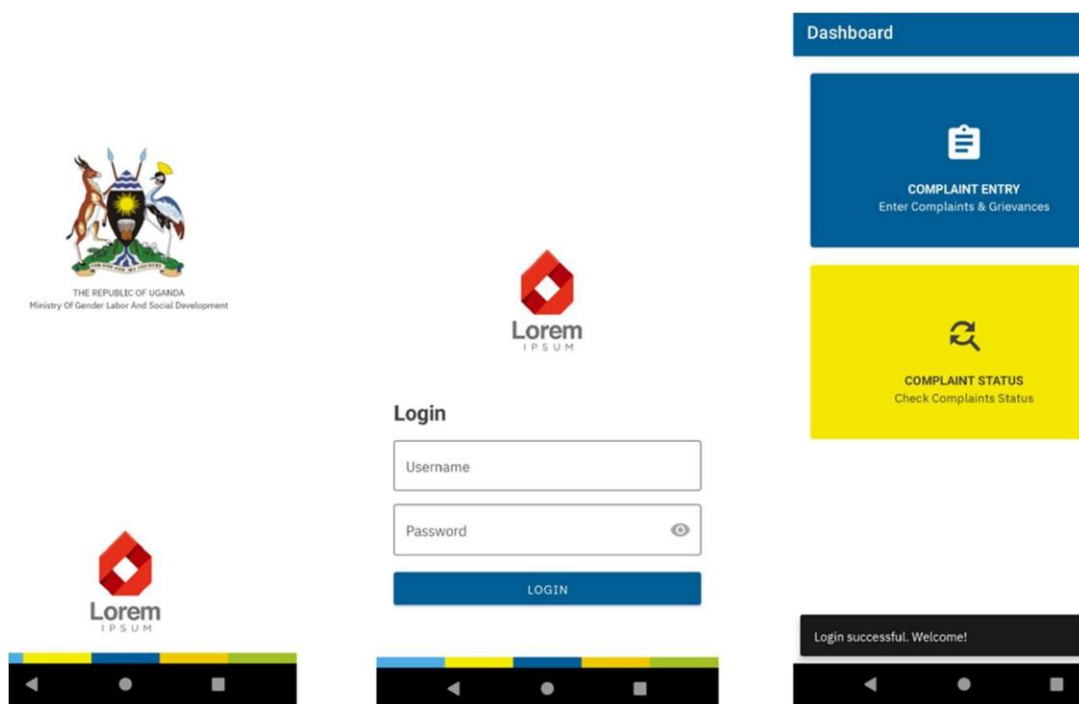 THE REPUBLIC OF UGANDA
Ministry Of Gender Labor And Social Development
Lorem
IPSUM
Lorem
IPSUM
Login
Username
Password
LOGIN
Dashboard
COMPLAINT ENTRY
Enter Complaints & Grievances
COMPLAINT STATUS
Check Complaints Status
Login successful. Welcome!